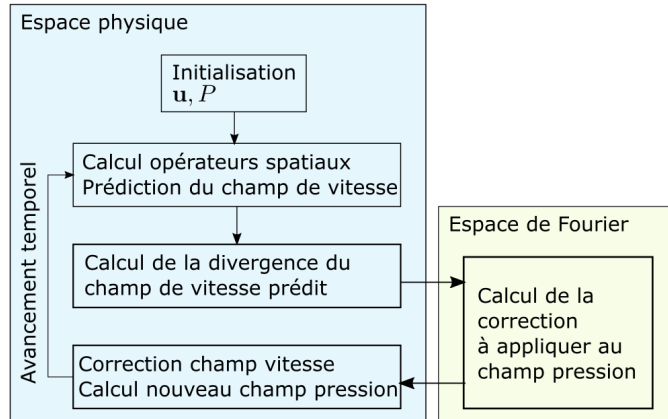 Espace physique
Initialisation
u, P
Calcul opérateurs spatiaux
Prédiction du champ de vitesse
Avancement temporel
Calcul de la divergence du
champ de vitesse prédit
Correction champ vitesse
Calcul nouveau champ pression
Espace de Fourier
Calcul de la
correction
à appliquer au
champ pression